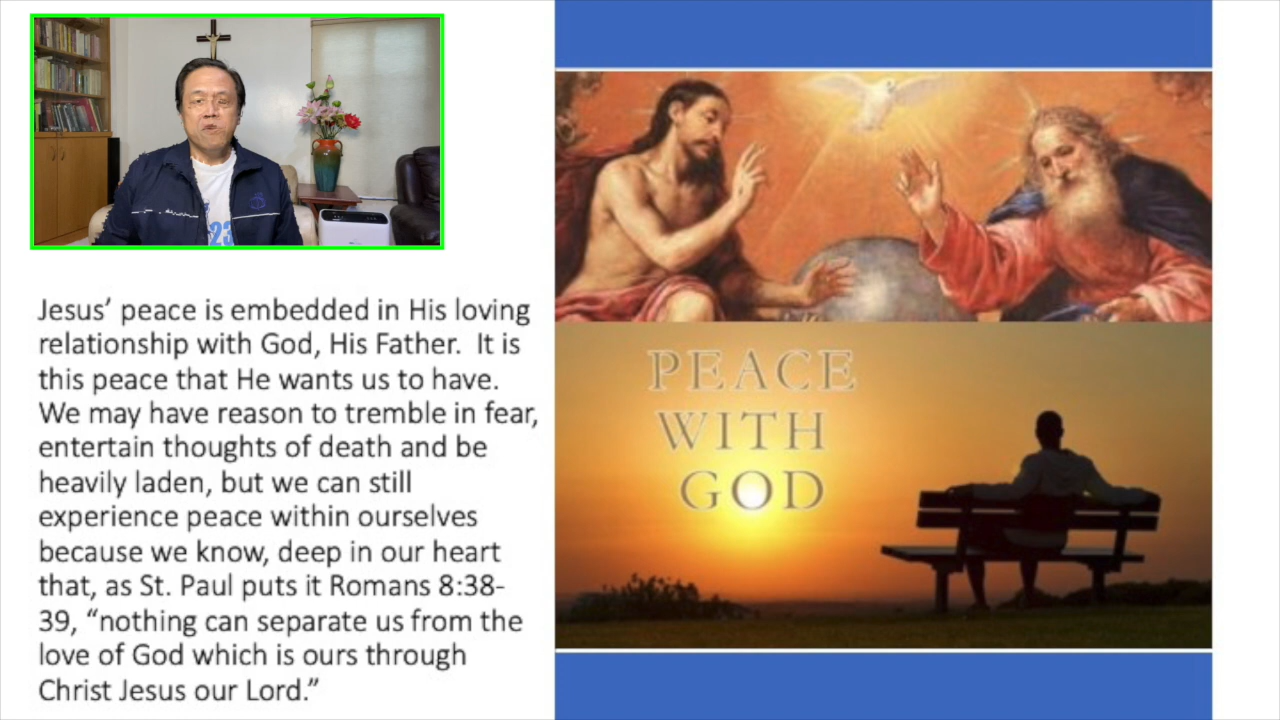 23
Jesus’ peace is embedded in His loving
relationship with God, His Father.  It is
this peace that He wants us to have.
We may have reason to tremble in fear,
entertain thoughts of death and be
heavily laden, but we can still
experience peace within ourselves
because we know, deep in our heart
that, as St. Paul puts it Romans 8:38-
39, “nothing can separate us from the
love of God which is ours through
Christ Jesus our Lord.”
PEACE
WITH
GOD